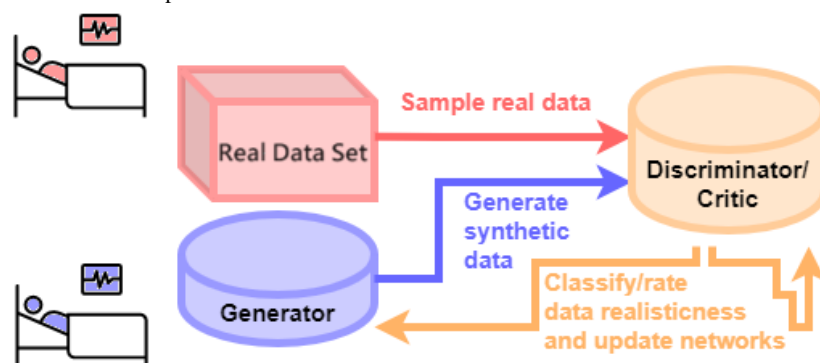 Sample real data
Real Data Set
Discriminator/
Critic
Generate
synthetic
data
Generator
Classify/rate
data realisticness
and update networks